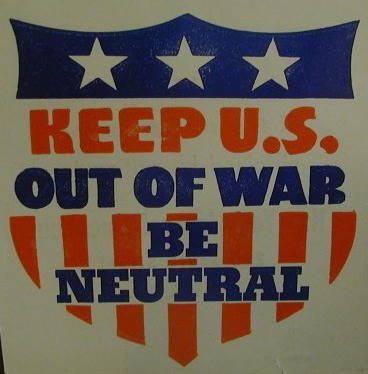 KEEP U.S.
OUT OF WAR
BE
NEUTRAL